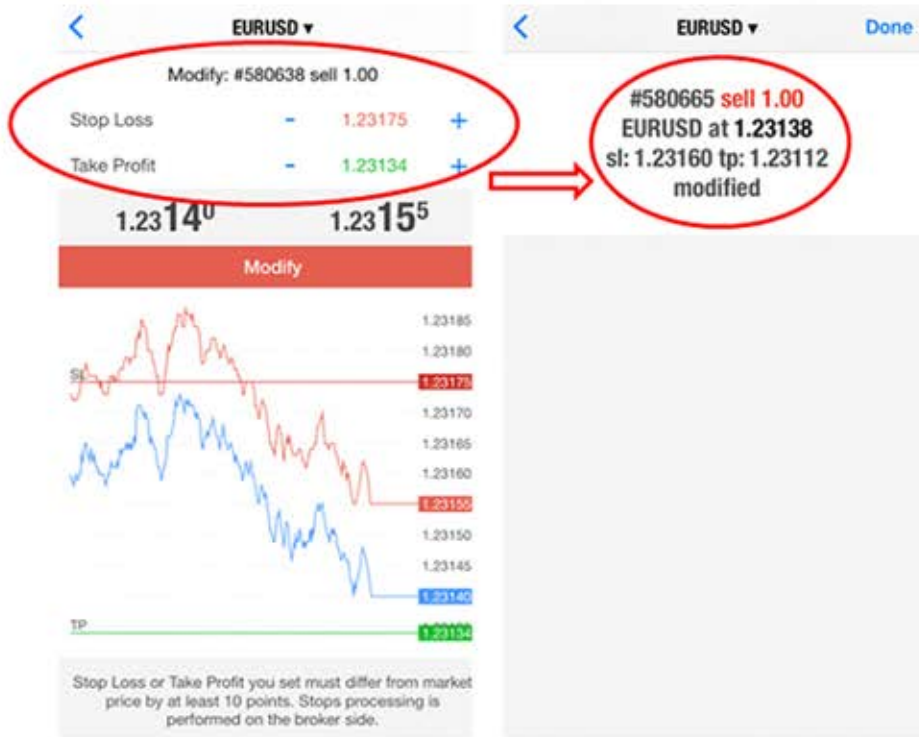 EURUSD ▾
Modify: #580638 sell 1.00
Stop Loss - 1.23175 +
Take Profit - 1.23134 +
1.23140 1.23155
Modify
1.23185
1.23180
SL
1.23175
1.23170
1.23165
1.23160
1.23155
1.23150
1.23145
1.23140
TP
1.23134
Stop Loss or Take Profit you set must differ from market
price by at least 10 points. Stops processing is
performed on the broker side.
EURUSD ▾ Done
#580665 sell 1.00
EURUSD at 1.23138
sl: 1.23160 tp: 1.23112
modified